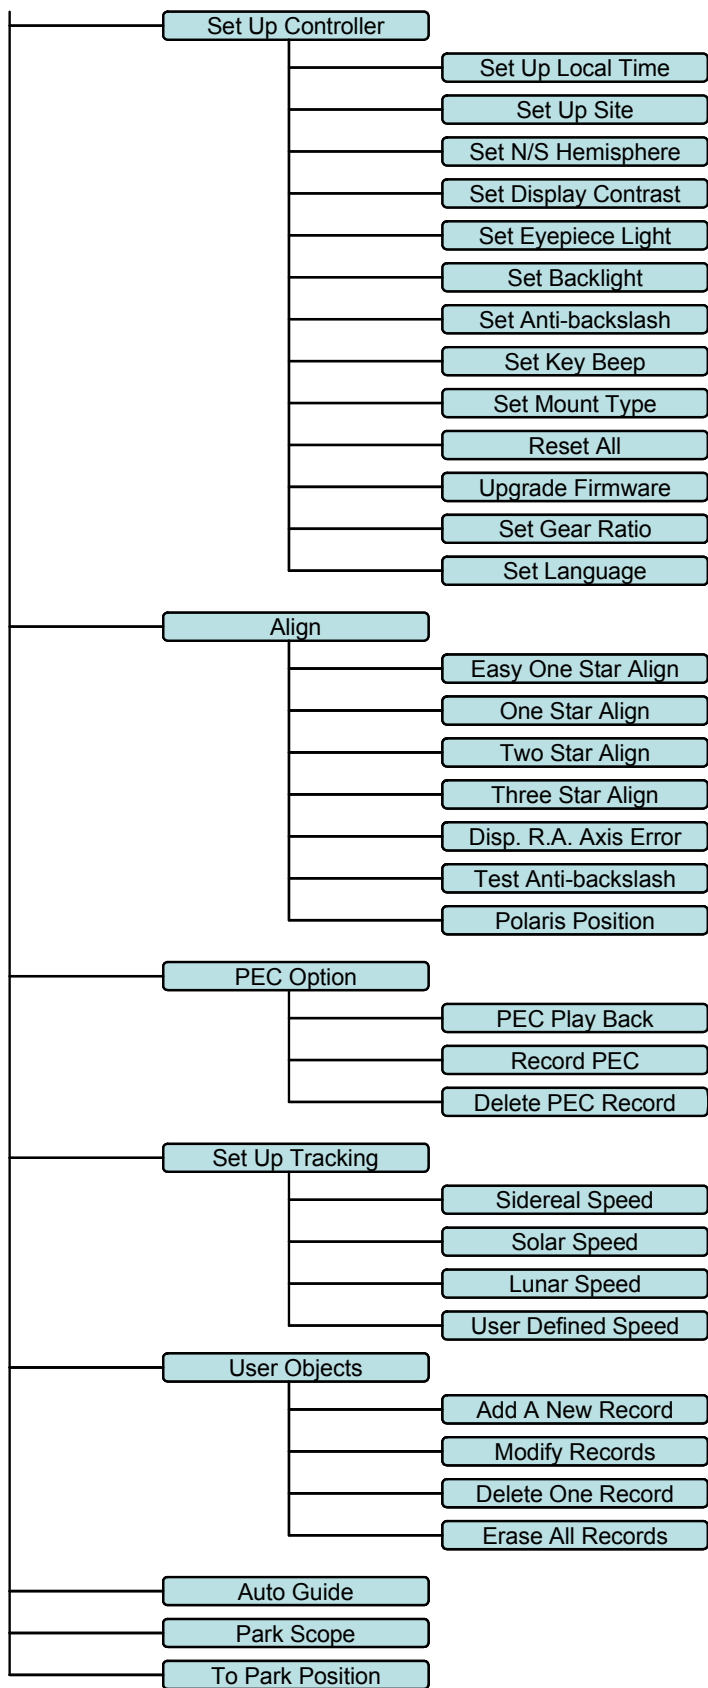 Set Up Controller
Set Up Local Time
Set Up Site
Set N/S Hemisphere
Set Display Contrast
Set Eyepiece Light
Set Backlight
Set Anti-backslash
Set Key Beep
Set Mount Type
Reset All
Upgrade Firmware
Set Gear Ratio
Set Language
Align
Easy One Star Align
One Star Align
Two Star Align
Three Star Align
Disp. R.A. Axis Error
Test Anti-backslash
Polaris Position
PEC Option
PEC Play Back
Record PEC
Delete PEC Record
Set Up Tracking
Sidereal Speed
Solar Speed
Lunar Speed
User Defined Speed
User Objects
Add A New Record
Modify Records
Delete One Record
Erase All Records
Auto Guide
Park Scope
To Park Position